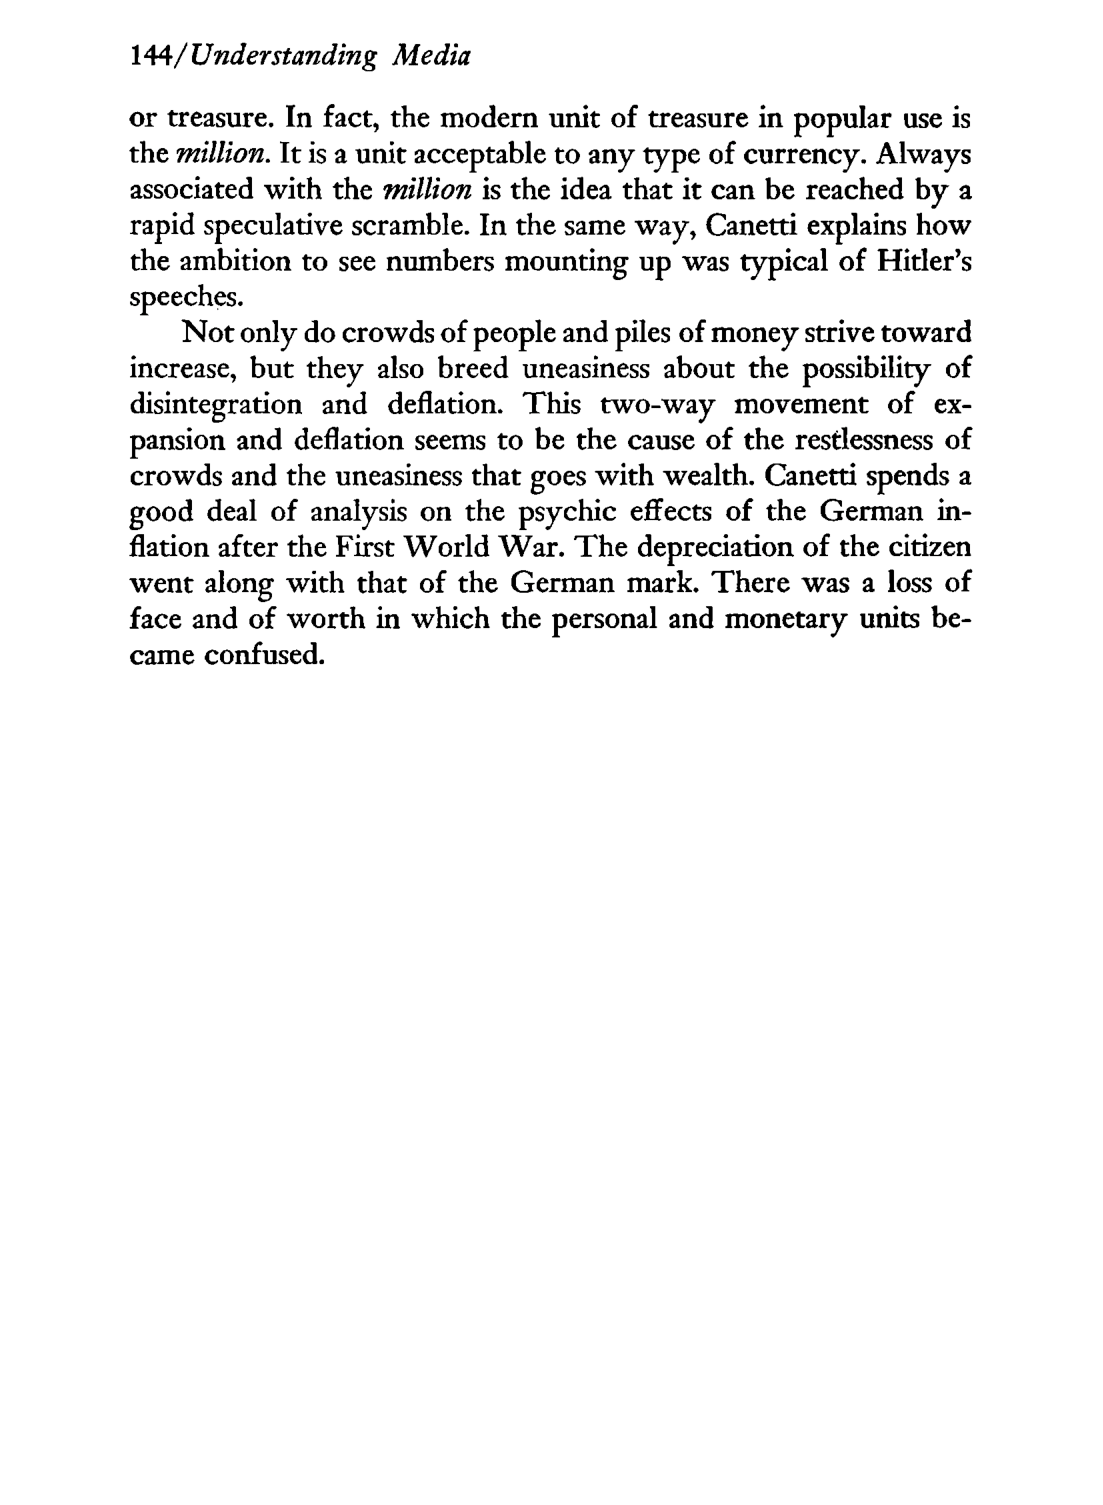 144/Understanding Media
or treasure. In fact, the modern unit of treasure in popular use is
the million. It is a unit acceptable to any type of currency. Always
associated with the million is the idea that it can be reached by a
rapid speculative scramble. In the same way, Canetti explains how
the ambition to see numbers mounting up was typical of Hitler's
speeches.
Not only do crowds of people and piles of money strive toward
increase, but they also breed uneasiness about the possibility of
disintegration and deflation. This two-way movement of ex-
pansion and deflation seems to be the cause of the restlessness of
crowds and the uneasiness that goes with wealth. Canetti spends a
good deal of analysis on the psychic effects of the German in-
flation after the First World War. The depreciation of the citizen
went along with that of the German mark. There was a loss of
face and of worth in which the personal and monetary units be-
came confused.